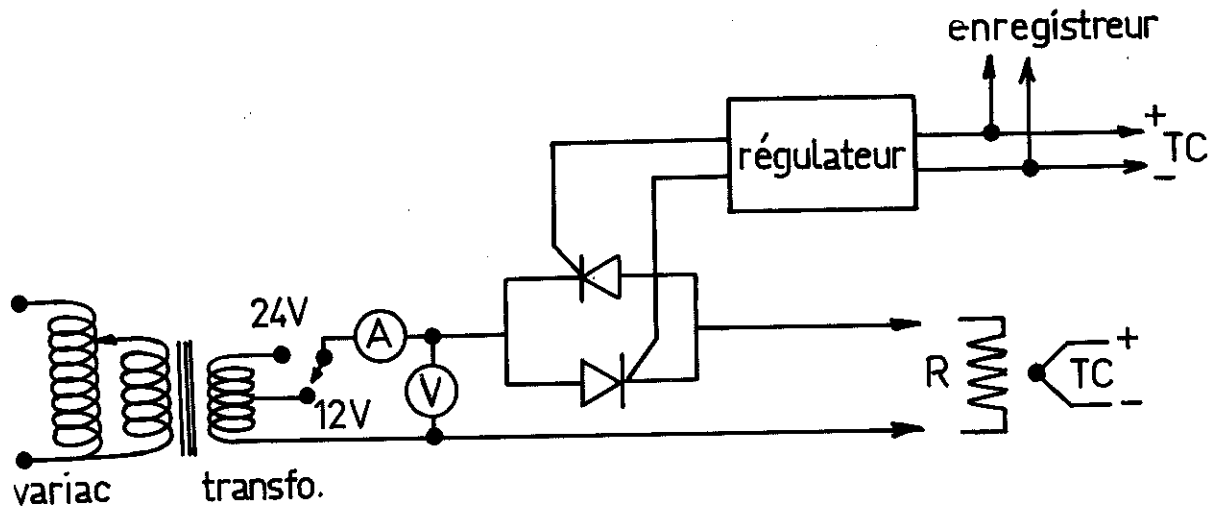 enregistreur
régulateur
+
TC
−
24V
A
V
12V
R
+
TC
−
variac
transfo.